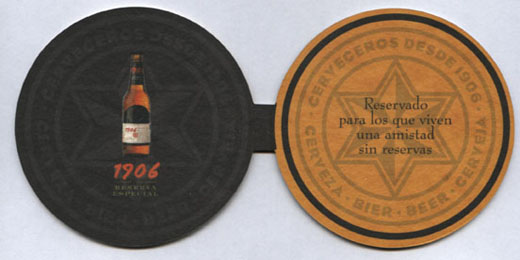 CERVECEROS DESDE
1906
1906
RESERVA
ESPECIAL
CERVECEROS DESDE 1906
Reservado
para los que viven
una amistad
sin reservas
CERVEZA · BIER · BEER · CERVEJA